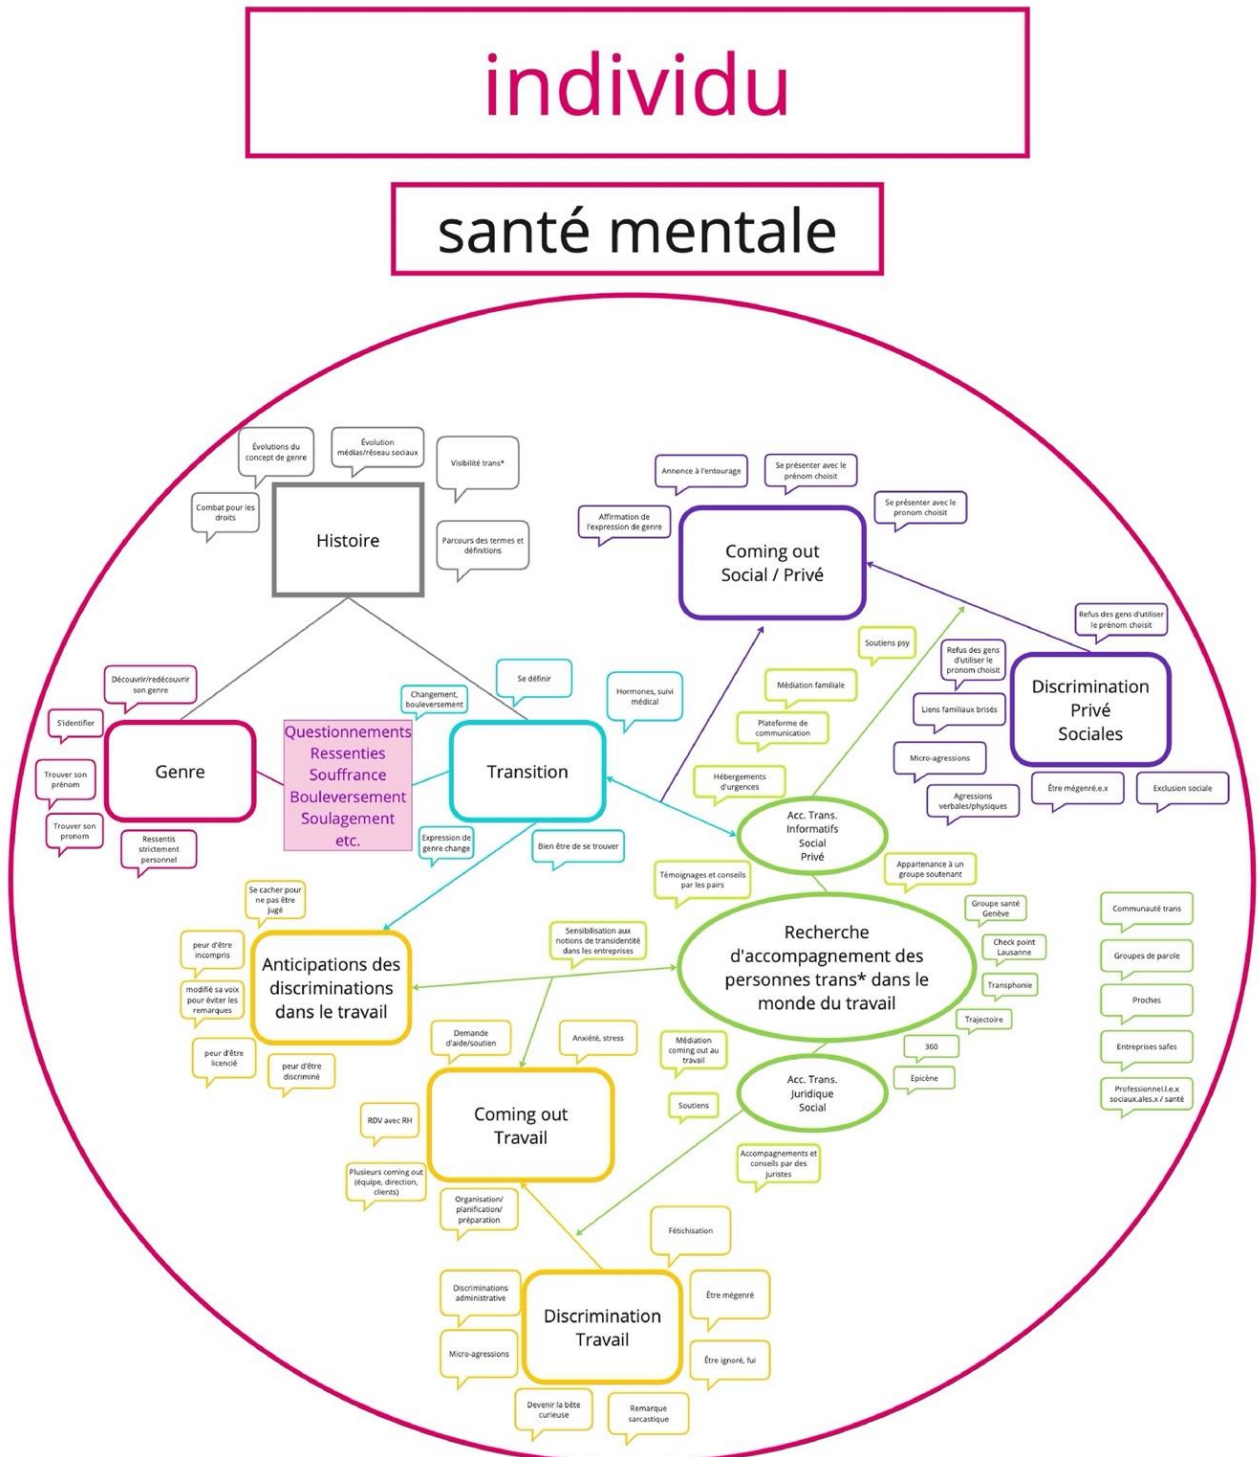 individu
santé mentale
Évolutions du
concept de genre
Évolution
médias/réseau sociaux
Visibilité trans*
Combat pour les
droits
Parcours des termes et
définitions
Histoire
Annonce à l'entourage
Se présenter avec le
prénom choisit
Se présenter avec le
pronom choisit
Affirmation de
l'expression de genre
Coming out
Social / Privé
Refus des gens d'utiliser
le prénom choisit
Refus des gens
d'utiliser le
pronom choisit
Liens familiaux brisés
Micro-agressions
Agressions
verbales/physiques
Être mégenré.e.x
Exclusion sociale
Discrimination
Privé
Sociales
Découvrir/redécouvrir
son genre
S'identifier
Trouver son
prénom
Trouver son
pronom
Ressentis
strictement
personnel
Genre
Questionnements
Ressenties
Souffrance
Bouleversement
Soulagement
etc.
Changement,
bouleversement
Se définir
Hormones, suivi
médical
Transition
Expression de
genre change
Bien être de se trouver
Soutiens psy
Médiation familiale
Plateforme de
communication
Hébergements
d'urgences
Acc. Trans.
Informatifs
Social
Privé
Témoignages et conseils
par les pairs
Appartenance à un
groupe soutenant
Se cacher pour
ne pas être
jugé
peur d'être
incompris
modifié sa voix
pour éviter les
remarques
peur d'être
licencié
peur d'être
discriminé
Anticipations des
discriminations
dans le travail
Sensibilisation aux
notions de transidentité
dans les entreprises
Recherche
d'accompagnement des
personnes trans* dans le
monde du travail
Groupe santé
Genève
Check point
Lausanne
Transphonie
Trajectoire
360
Epicène
Communauté trans
Groupes de parole
Proches
Entreprises safes
Professionnel.l.e.x
sociaux.ales.x / santé
Demande
d'aide/soutien
Anxiété, stress
RDV avec RH
Plusieurs coming out
(équipe, direction,
clients)
Organisation/
planification/
préparation
Coming out
Travail
Médiation
coming out au
travail
Soutiens
Accompagnements et
conseils par des
juristes
Acc. Trans.
Juridique
Social
Fétichisation
Discriminations
administrative
Être mégenré
Micro-agressions
Être ignoré, fui
Devenir la bête
curieuse
Remarque
sarcastique
Discrimination
Travail